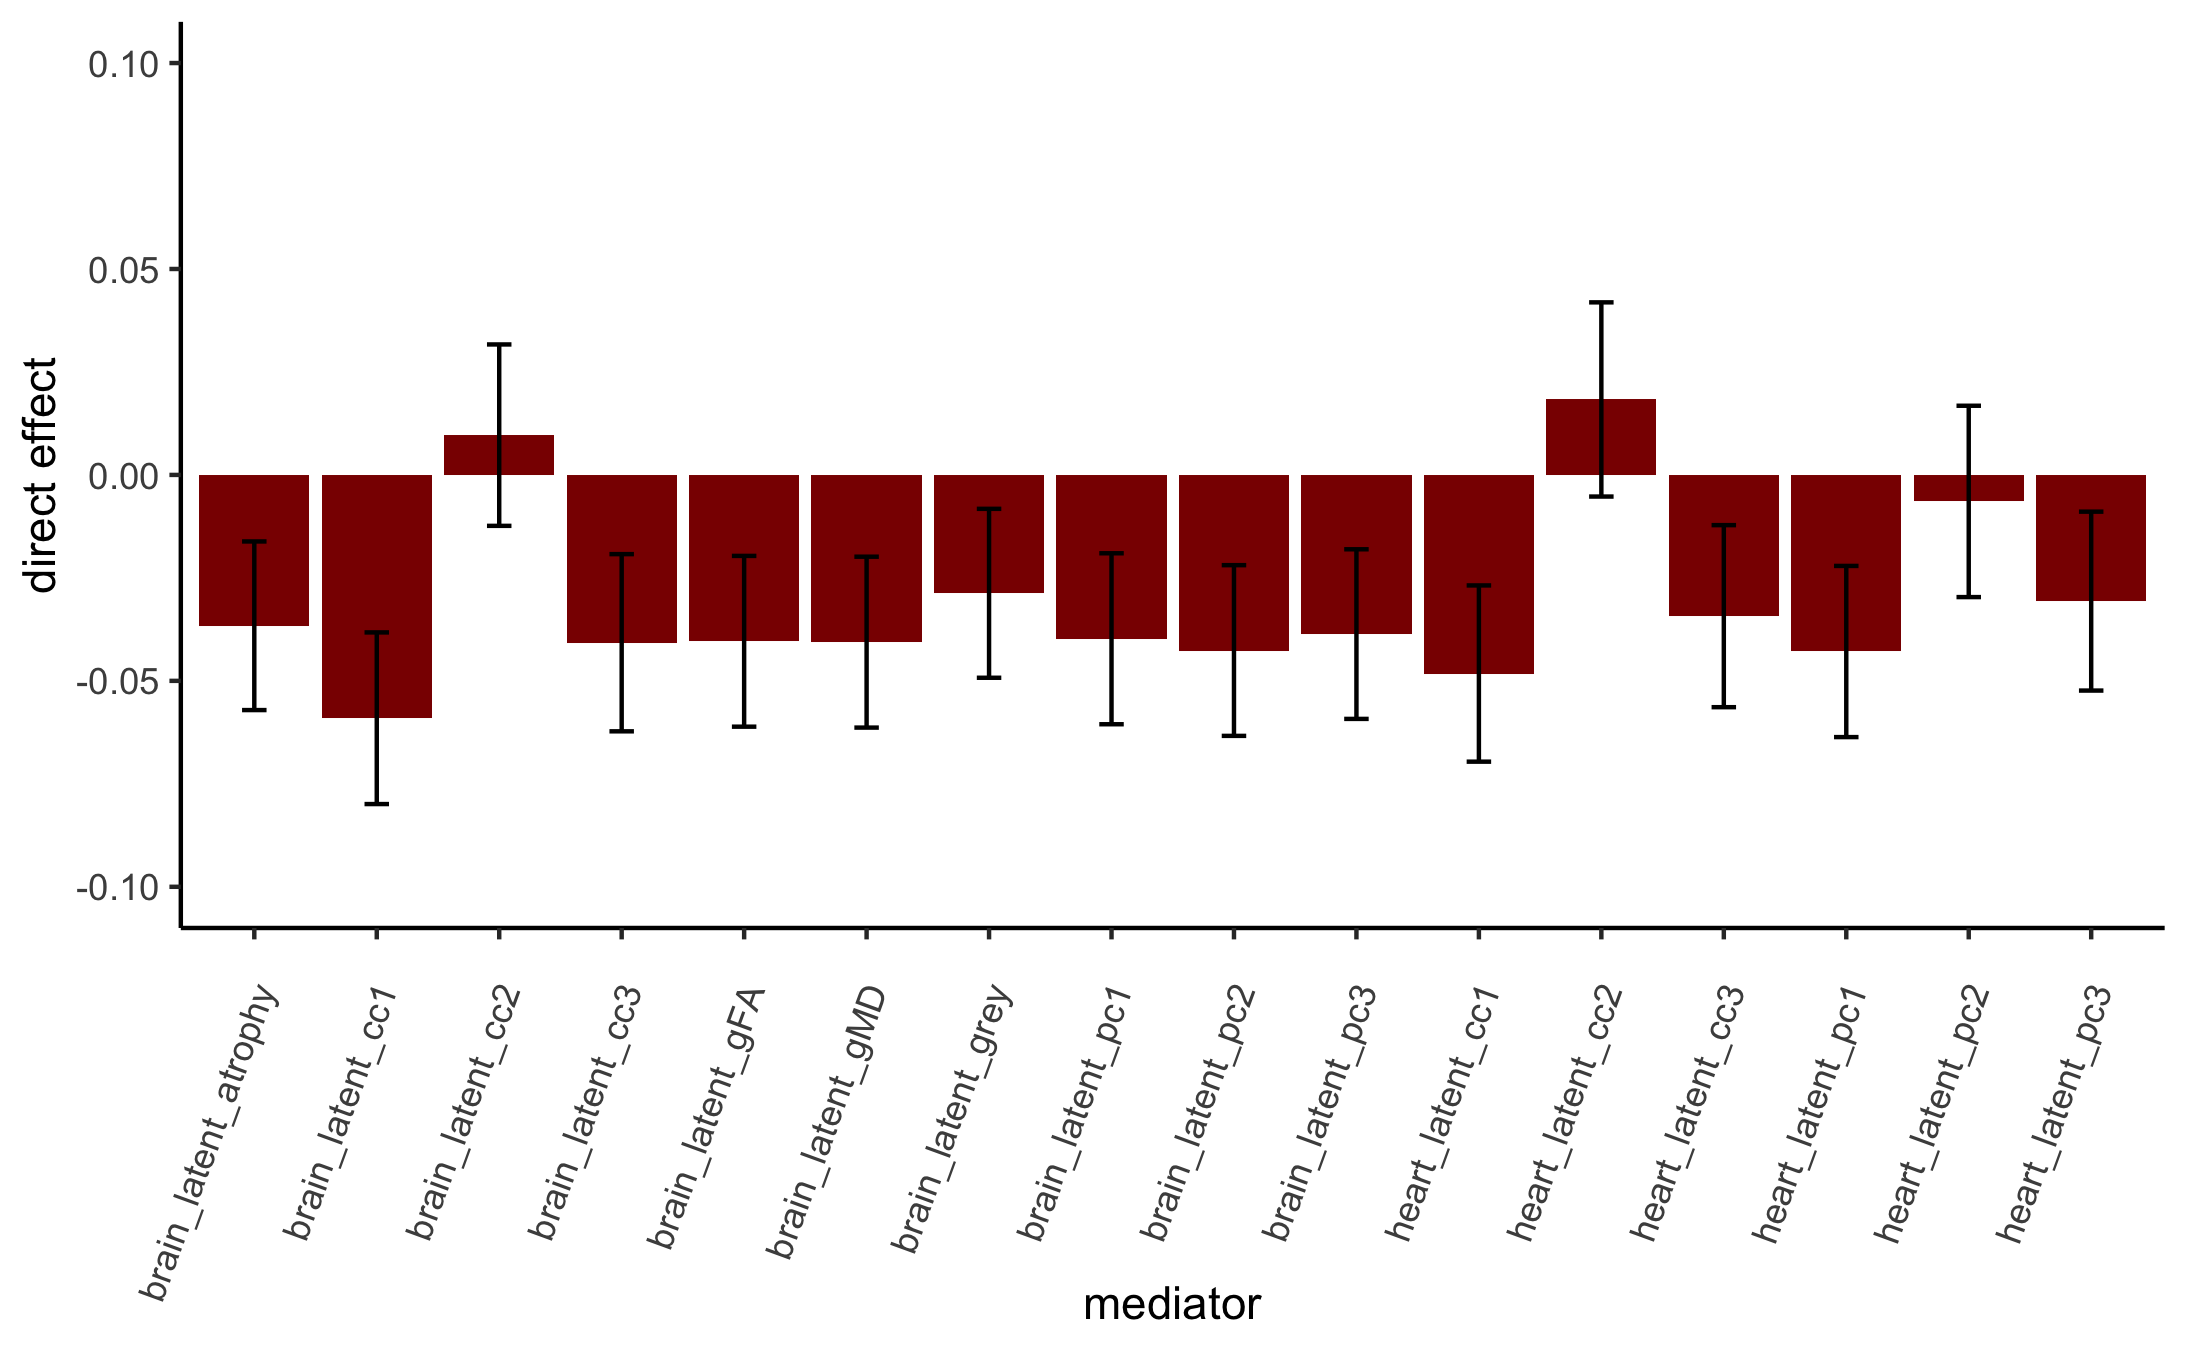 0.10
0.05
0.00
-0.05
-0.10
direct effect
brain_latent_atrophy
brain_latent_cc1
brain_latent_cc2
brain_latent_cc3
brain_latent_gFA
brain_latent_gMD
brain_latent_grey
brain_latent_pc1
brain_latent_pc2
brain_latent_pc3
heart_latent_cc1
heart_latent_cc2
heart_latent_cc3
heart_latent_pc1
heart_latent_pc2
heart_latent_pc3
mediator